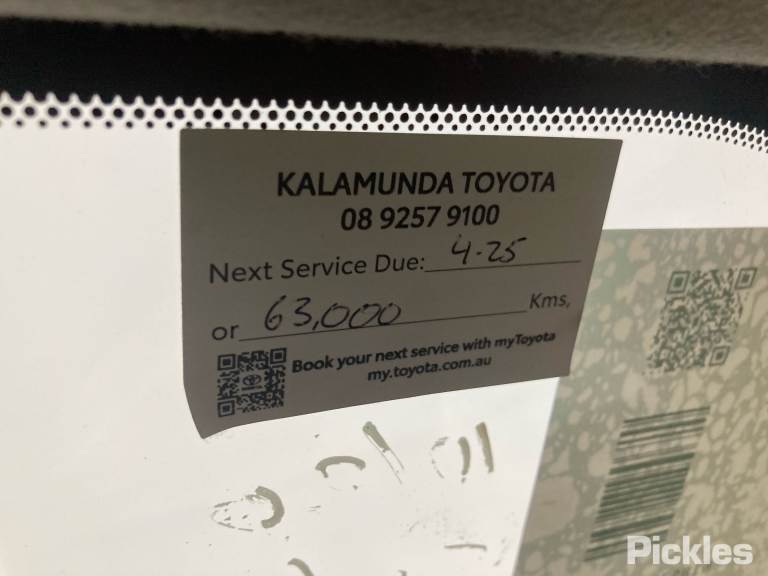 KALAMUNDA TOYOTA
08 9257 9100
Next Service Due: 4-25
or 63,000 Kms,
Book your next service with myToyota
my.toyota.com.au
Pickles